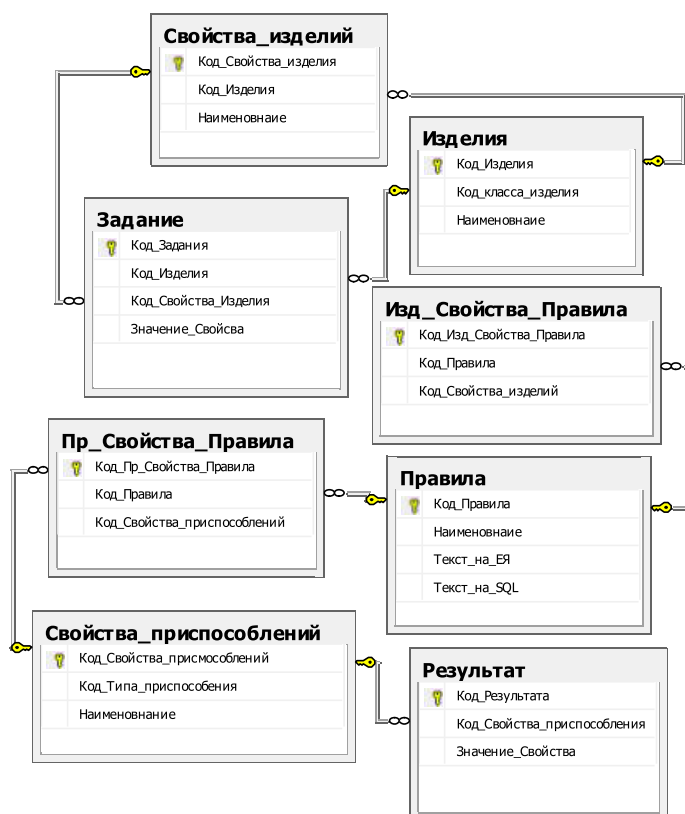 Свойства_изделий
Код_Свойства_изделия
Код_Изделия
Наименовнаие
Изделия
Код_Изделия
Код_класса_изделия
Наименовнаие
Задание
Код_Задания
Код_Изделия
Код_Свойства_Изделия
Значение_Свойсва
Изд_Свойства_Правила
Код_Изд_Свойства_Правила
Код_Правила
Код_Свойства_изделий
Пр_Свойства_Правила
Код_Пр_Свойства_Правила
Код_Правила
Код_Свойства_приспособлений
Правила
Код_Правила
Наименовнаие
Текст_на_ЕЯ
Текст_на_SQL
Свойства_приспособлений
Код_Свойства_присмоблений
Код_Типа_приспособения
Наименовнание
Результат
Код_Результата
Код_Свойства_приспособления
Значение_Свойства